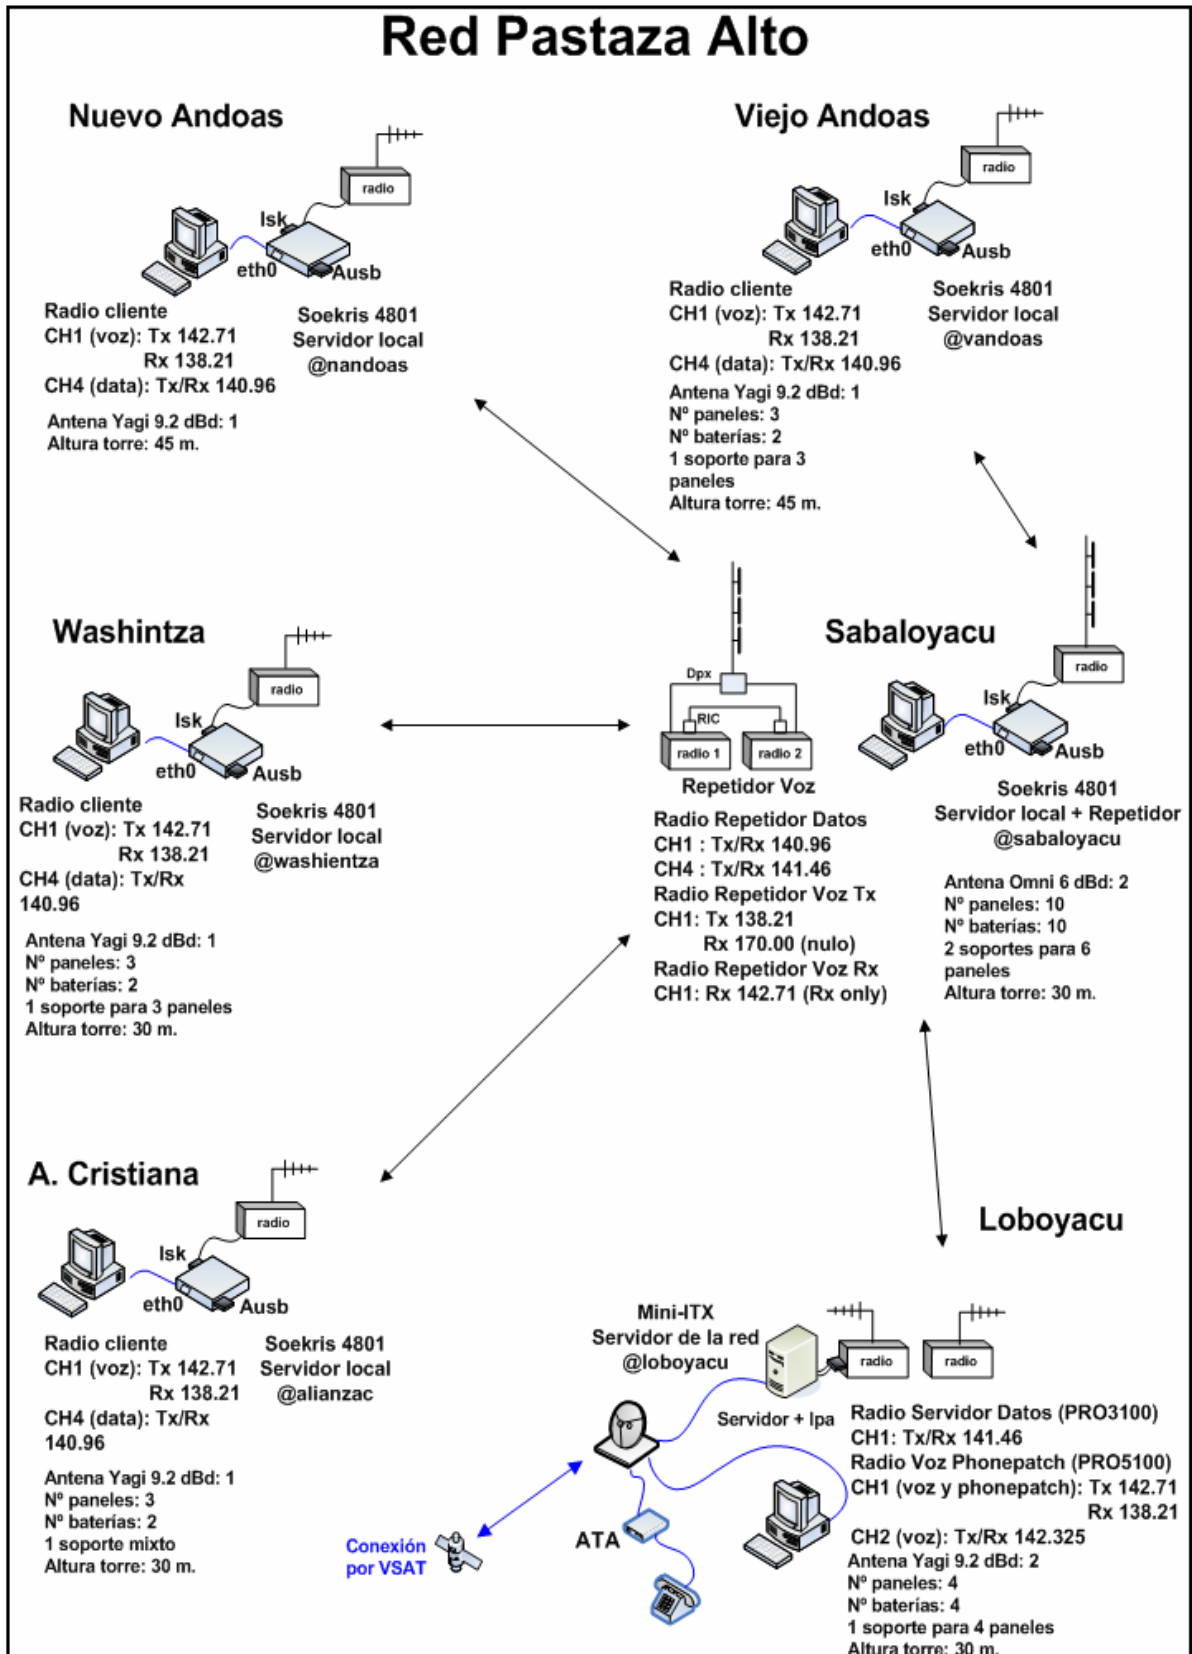 Red Pastaza Alto
Nuevo Andoas
radio
Isk
eth0
Ausb
Radio cliente
CH1 (voz): Tx 142.71
Rx 138.21
CH4 (data): Tx/Rx 140.96
Soekris 4801
Servidor local
@nandoas
Antena Yagi 9.2 dBd: 1
Altura torre: 45 m.
Viejo Andoas
radio
Isk
eth0
Ausb
Radio cliente
CH1 (voz): Tx 142.71
Rx 138.21
CH4 (data): Tx/Rx 140.96
Soekris 4801
Servidor local
@vandoas
Antena Yagi 9.2 dBd: 1
Nº paneles: 3
Nº baterías: 2
1 soporte para 3
paneles
Altura torre: 45 m.
Washintza
radio
Isk
eth0
Ausb
Radio cliente
CH1 (voz): Tx 142.71
Rx 138.21
CH4 (data): Tx/Rx
140.96
Soekris 4801
Servidor local
@washientza
Antena Yagi 9.2 dBd: 1
Nº paneles: 3
Nº baterías: 2
1 soporte para 3 paneles
Altura torre: 30 m.
Sabaloyacu
Dpx
RIC
radio 1
radio 2
Repetidor Voz
Radio Repetidor Datos
CH1 : Tx/Rx 140.96
CH4 : Tx/Rx 141.46
Radio Repetidor Voz Tx
CH1: Tx 138.21
Rx 170.00 (nulo)
Radio Repetidor Voz Rx
CH1: Rx 142.71 (Rx only)
radio
Isk
eth0
Ausb
Soekris 4801
Servidor local + Repetidor
@sabaloyacu
Antena Omni 6 dBd: 2
Nº paneles: 10
Nº baterías: 10
2 soportes para 6
paneles
Altura torre: 30 m.
A. Cristiana
radio
Isk
eth0
Ausb
Radio cliente
CH1 (voz): Tx 142.71
Rx 138.21
CH4 (data): Tx/Rx
140.96
Soekris 4801
Servidor local
@alianzac
Antena Yagi 9.2 dBd: 1
Nº paneles: 3
Nº baterías: 2
1 soporte mixto
Altura torre: 30 m.
Loboyacu
Mini-ITX
Servidor de la red
@loboyacu
radio
radio
Servidor + Ipa
ATA
Conexión
por VSAT
Radio Servidor Datos (PRO3100)
CH1: Tx/Rx 141.46
Radio Voz Phonepatch (PRO5100)
CH1 (voz y phonepatch): Tx 142.71
Rx 138.21
CH2 (voz): Tx/Rx 142.325
Antena Yagi 9.2 dBd: 2
Nº paneles: 4
Nº baterías: 4
1 soporte para 4 paneles
Altura torre: 30 m.